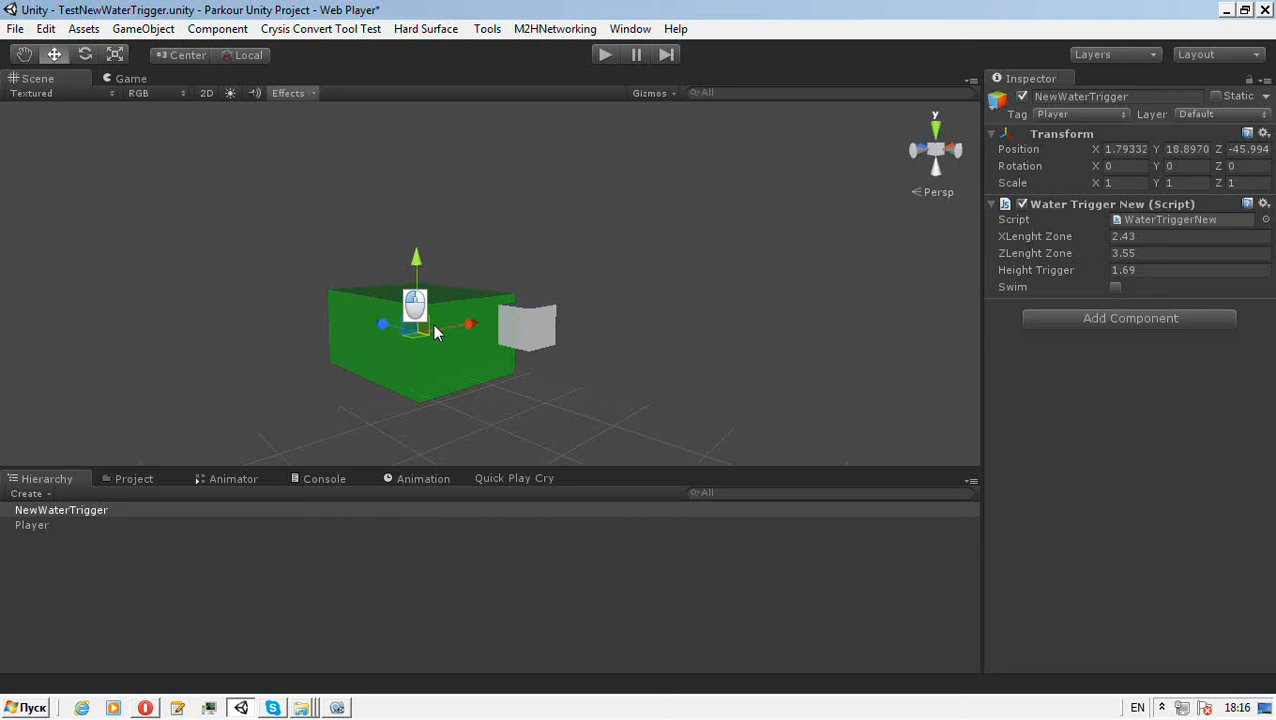 Unity - TestNewWaterTrigger.unity - Parkour Unity Project - Web Player*
File Edit Assets GameObject Component Crysis Convert Tool Test Hard Surface Tools M2HNetworking Window Help
Center Local Layers Layout
Scene Game Inspector
Textured RGB 2D Effects Gizmos All
NewWaterTrigger Static
Tag Player Layer Default
Transform
Position X 1.79332 Y 18.8970 Z -45.994
Rotation X 0 Y 0 Z 0
Scale X 1 Y 1 Z 1
y
Persp
Water Trigger New (Script)
Script WaterTriggerNew
XLenght Zone 2.43
ZLenght Zone 3.55
Height Trigger 1.69
Swim
Add Component
Hierarchy Project Animator Console Animation Quick Play Cry
Create All
NewWaterTrigger
Player
Пуск EN 18:16